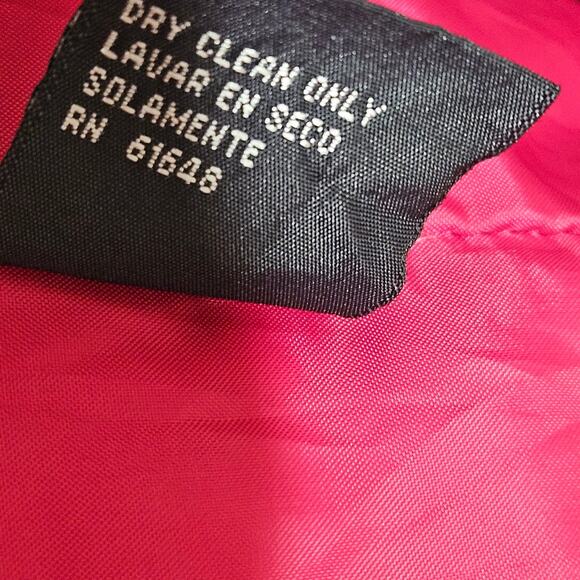 DRY CLEAN ONLY
LAVAR EN SECO
SOLAMENTE
RN 61646